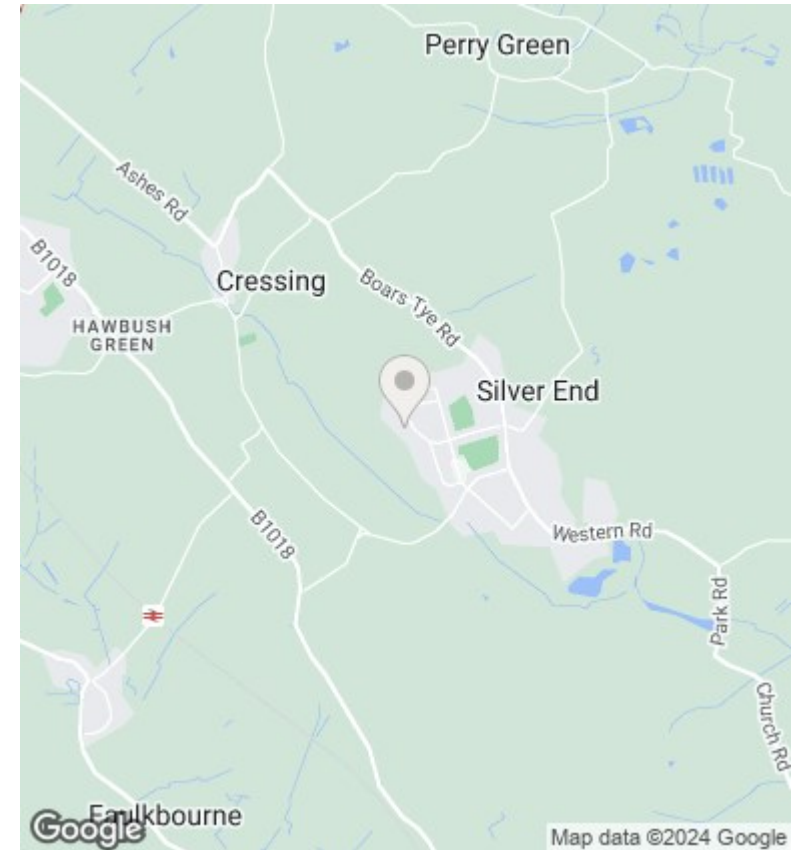 Perry Green
Ashes Rd
B1018
Cressing
Boars Tye Rd
HAWBUSH
GREEN
Silver End
B1018
Western Rd
Park Rd
Church Rd
Faulkbourne
Google
Map data ©2024 Google